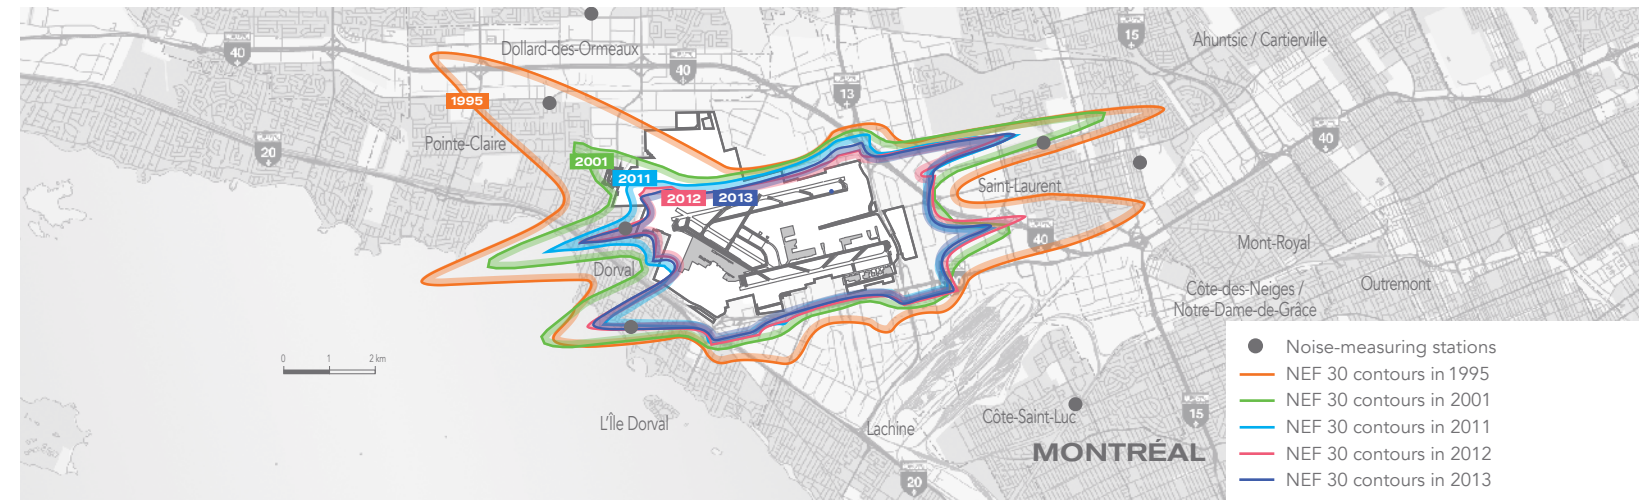 15
Ahuntsic / Cartierville
Dollard-des-Ormeaux
40
40
13
1995
40
20
Pointe-Claire
2001
2011
Saint-Laurent
2012
2013
40
Mont-Royal
Dorval
Outremont
Côte-des-Neiges /
Notre-Dame-de-Grâce
0
1
2 km
L'Île Dorval
Lachine
Côte-Saint-Luc
15
MONTRÉAL
20
Noise-measuring stations
NEF 30 contours in 1995
NEF 30 contours in 2001
NEF 30 contours in 2011
NEF 30 contours in 2012
NEF 30 contours in 2013